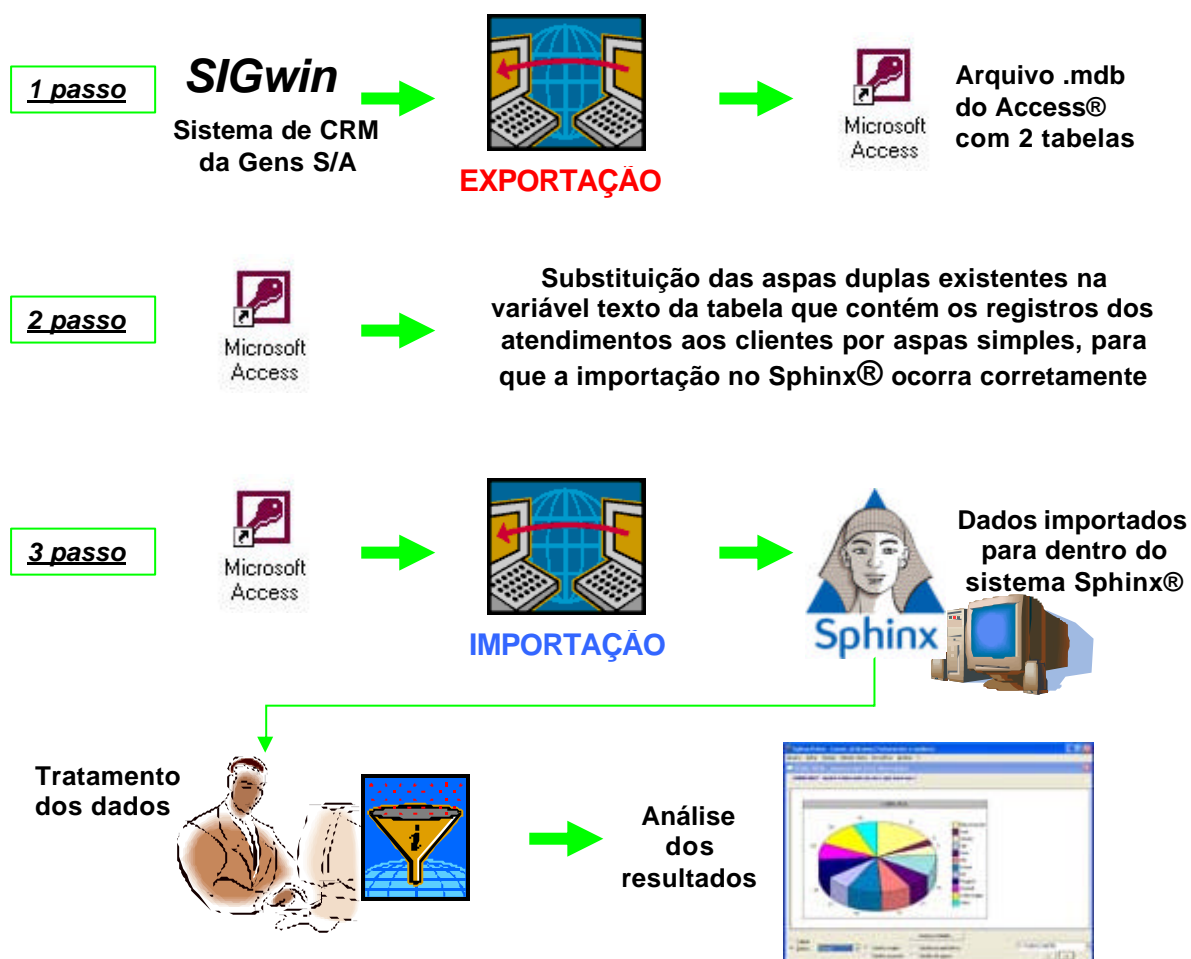 1 passo
SIGwin
Sistema de CRM
da Gens S/A
EXPORTAÇÃO
Microsoft
Access
Arquivo .mdb
do Access®
com 2 tabelas
2 passo
Microsoft
Access
Substituição das aspas duplas existentes na
variável texto da tabela que contém os registros dos
atendimentos aos clientes por aspas simples, para
que a importação no Sphinx® ocorra corretamente
3 passo
Microsoft
Access
IMPORTAÇÃO
Sphinx
Dados importados
para dentro do
sistema Sphinx®
Tratamento
dos dados
i
Análise
dos
resultados